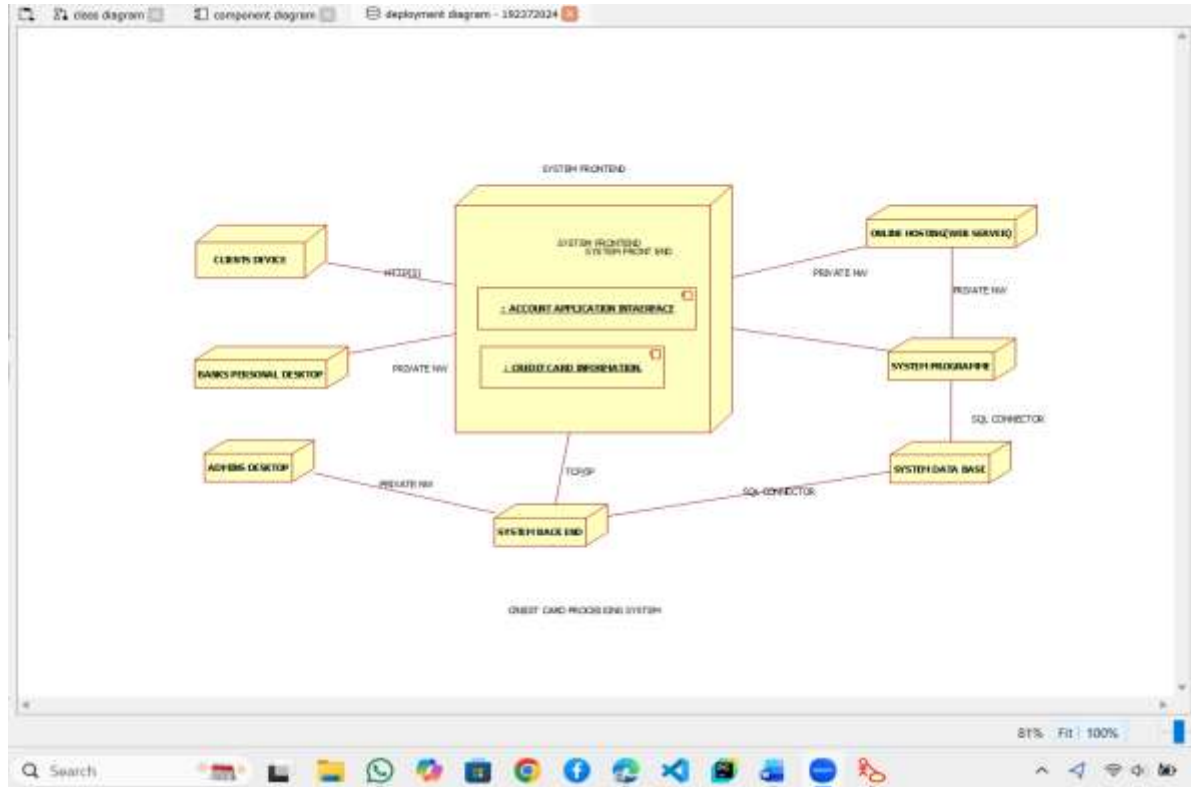 class diagram
component diagram
deployment diagram - 192372024
SYSTEM FRONTEND
SYSTEM FRONTEND
SYSTEM FRONT END
ONLINE HOSTING(WEB SERVER)
CLIENTS DEVICE
HTTP(S)
PRIVATE NW
PRIVATE NW
: ACCOUNT APPLICATION INTAERFACE
BANKS PERSONAL DESKTOP
PRIVATE NW
: CREDIT CARD INFORMATION.
SYSTEM PROGRAMME
SQL CONNECTOR
ADMINS DESKTOP
PRIVATE NW
TCP/IP
SYSTEM DATA BASE
SQL CONNECTOR
SYSTEM BACK END
CREDIT CARD PROCESSING SYSTEM
81% Fit 100%
Search